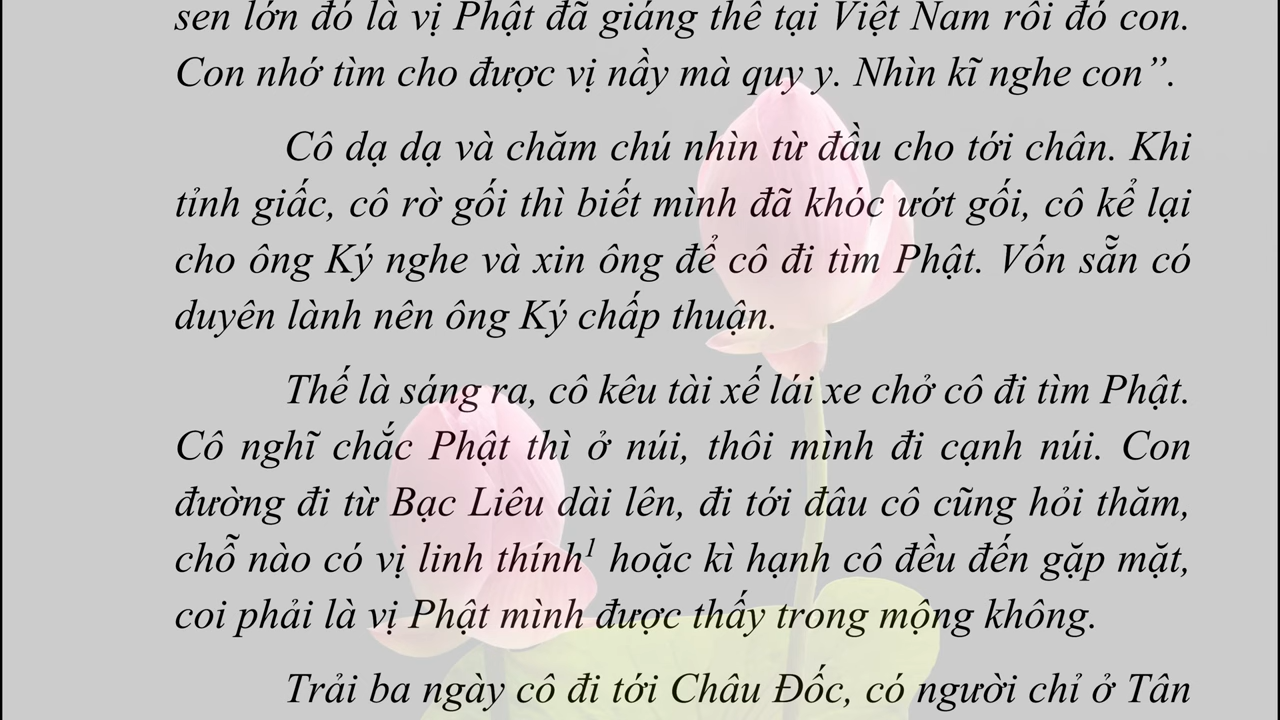 sen lớn đó là vị Phật đã giáng thế tại Việt Nam rồi đó con.
Con nhớ tìm cho được vị nầy mà quy y. Nhìn kĩ nghe con”.
Cô dạ dạ và chăm chú nhìn từ đầu cho tới chân. Khi
tỉnh giấc, cô rờ gối thì biết mình đã khóc ướt gối, cô kể lại
cho ông Ký nghe và xin ông để cô đi tìm Phật. Vốn sẵn có
duyên lành nên ông Ký chấp thuận.
Thế là sáng ra, cô kêu tài xế lái xe chở cô đi tìm Phật.
Cô nghĩ chắc Phật thì ở núi, thôi mình đi cạnh núi. Con
đường đi từ Bạc Liêu dài lên, đi tới đâu cô cũng hỏi thăm,
chỗ nào có vị linh thính¹ hoặc kì hạnh cô đều đến gặp mặt,
coi phải là vị Phật mình được thấy trong mộng không.
Trải ba ngày cô đi tới Châu Đốc, có người chỉ ở Tân